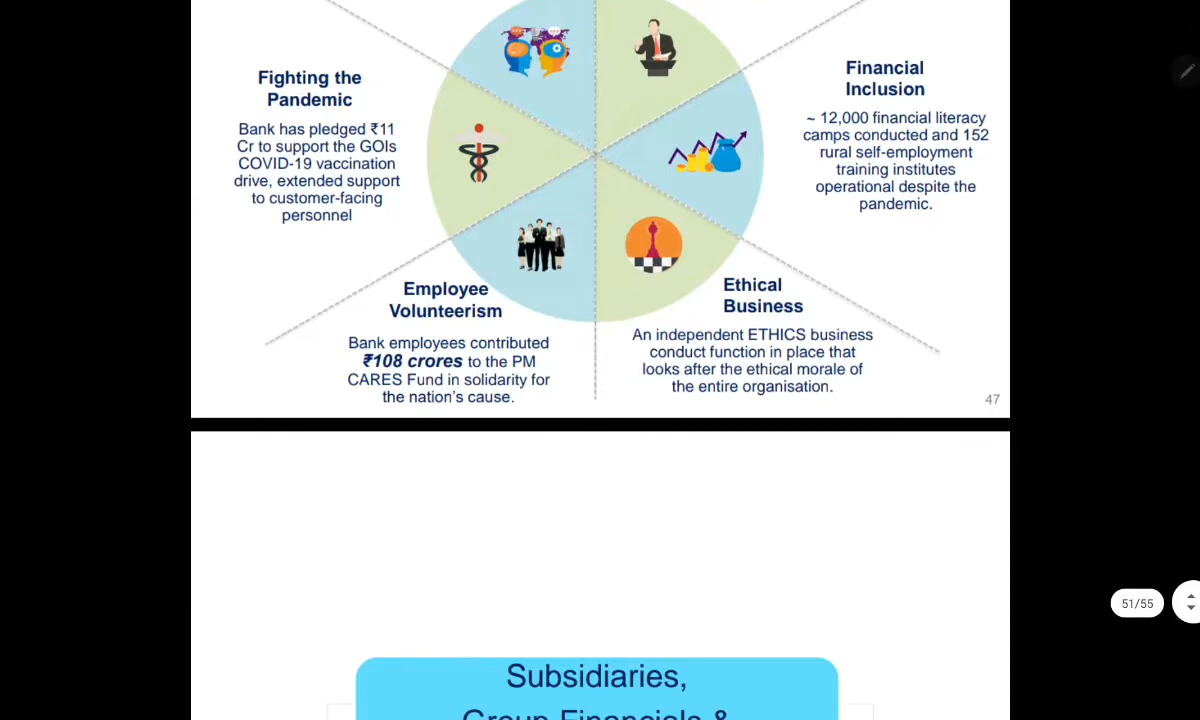 Fighting the
Pandemic
Bank has pledged ₹11
Cr to support the GOIs
COVID-19 vaccination
drive, extended support
to customer-facing
personnel
Financial
Inclusion
~ 12,000 financial literacy
camps conducted and 152
rural self-employment
training institutes
operational despite the
pandemic.
Employee
Volunteerism
Bank employees contributed
₹108 crores to the PM
CARES Fund in solidarity for
the nation's cause.
Ethical
Business
An independent ETHICS business
conduct function in place that
looks after the ethical morale of
the entire organisation.
47
51/55
Subsidiaries,
Group Financials &